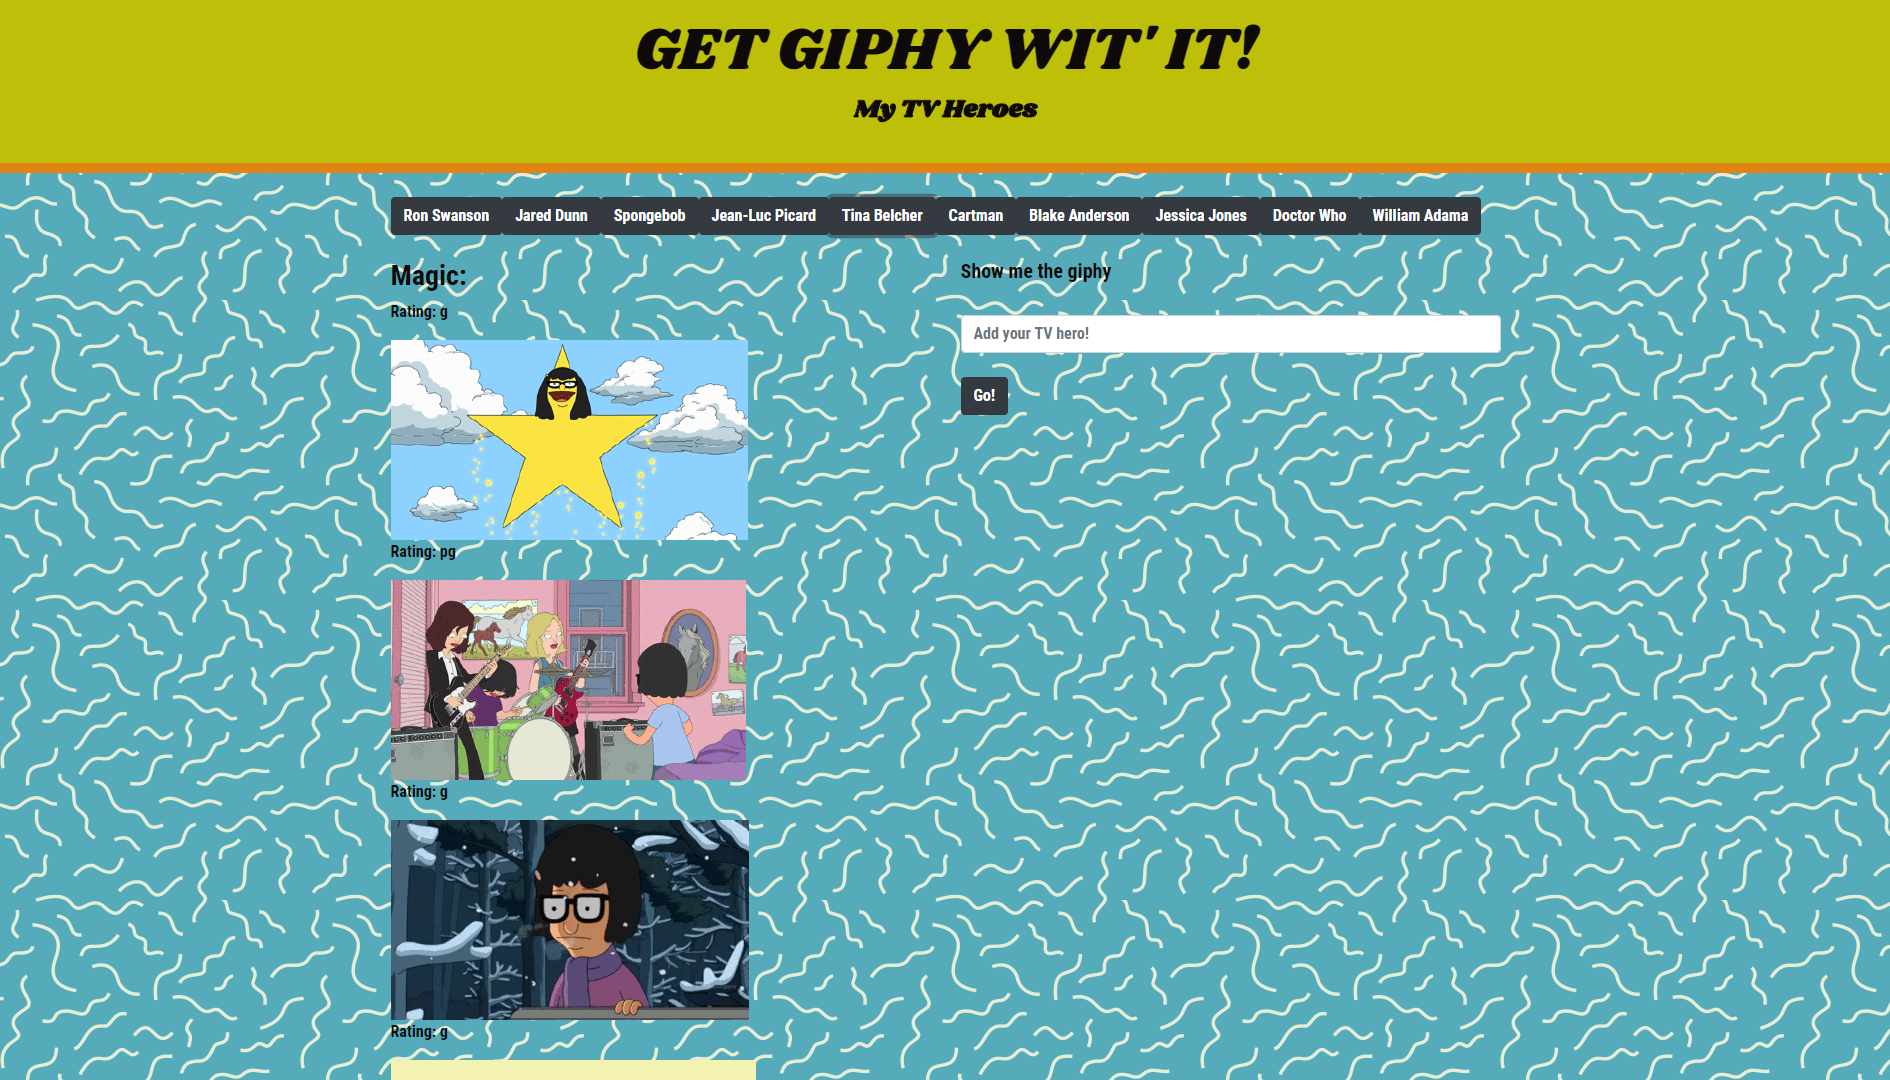 GET GIPHY WIT' IT!
My TV Heroes
Ron Swanson Jared Dunn Spongebob Jean-Luc Picard Tina Belcher Cartman Blake Anderson Jessica Jones Doctor Who William Adama
Magic:
Show me the giphy
Rating: g
Add your TV hero!
Go!
Rating: pg
Rating: g
Rating: g